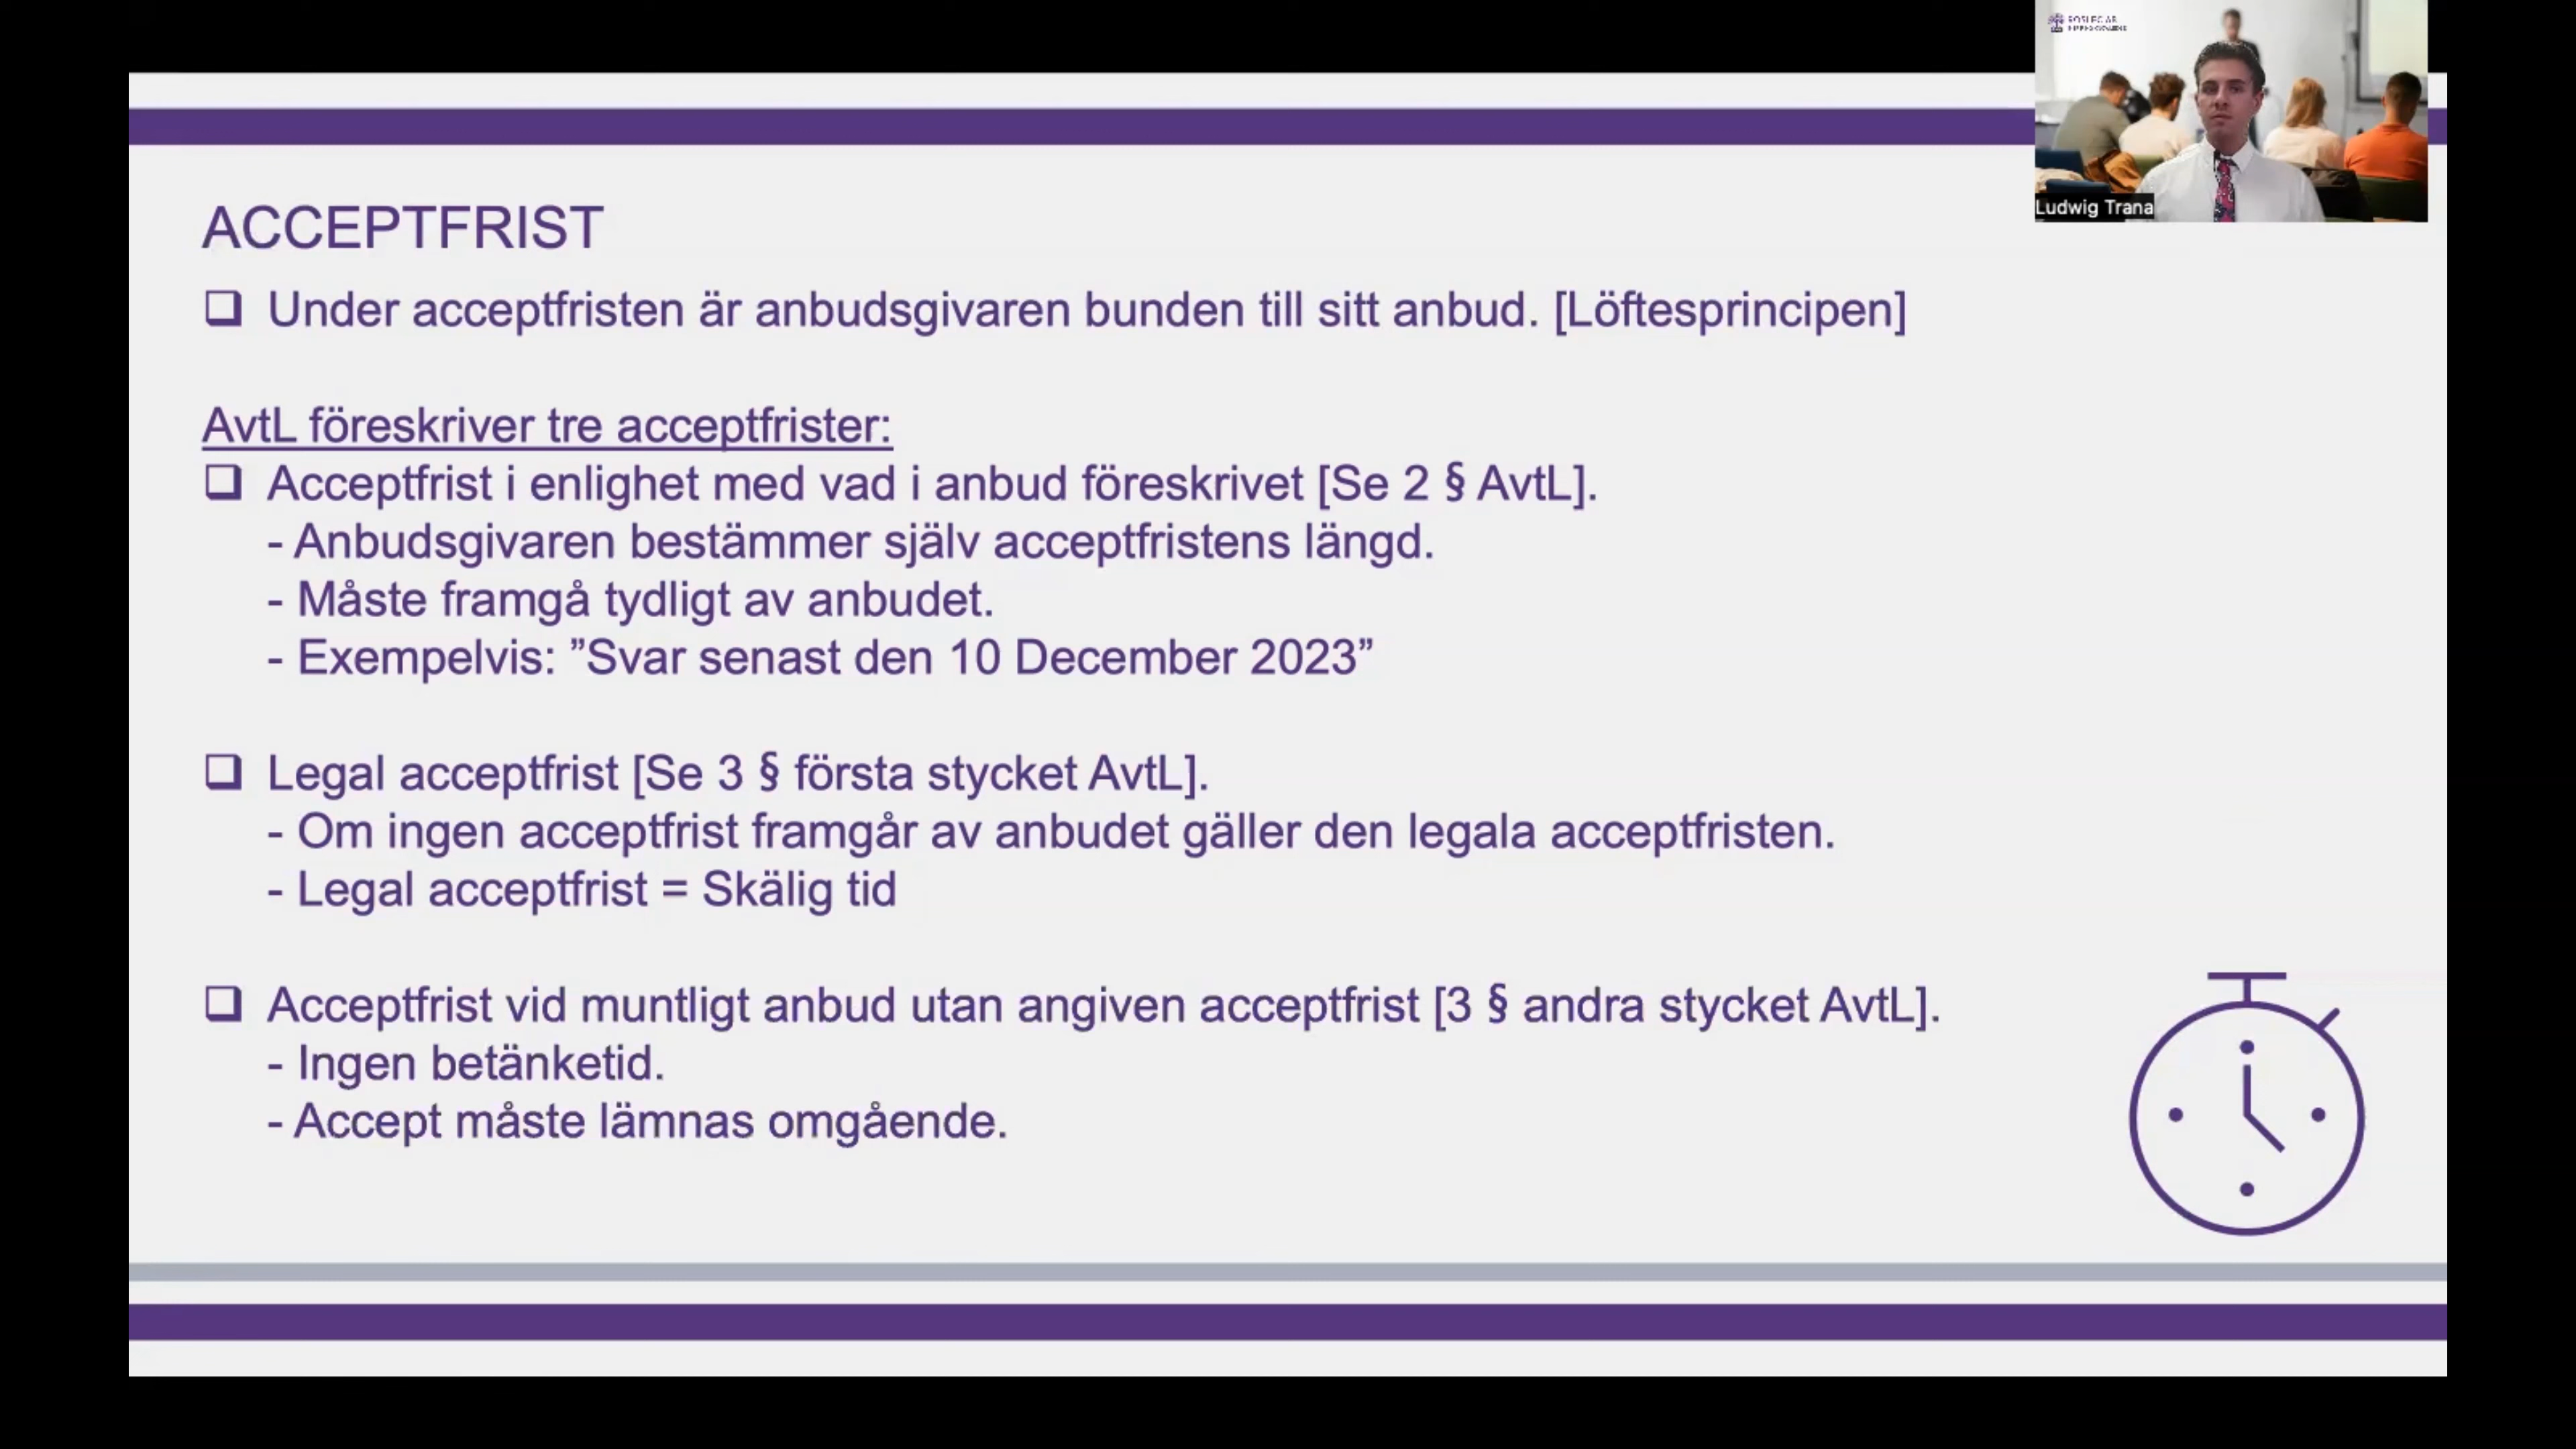 ACCEPTFRIST
Under acceptfristen är anbudsgivaren bunden till sitt anbud. [Löftesprincipen]
AvtL föreskriver tre acceptfrister:
Acceptfrist i enlighet med vad i anbud föreskrivet [Se 2 § AvtL].
- Anbudsgivaren bestämmer själv acceptfristens längd.
- Måste framgå tydligt av anbudet.
- Exempelvis: ”Svar senast den 10 December 2023”
Legal acceptfrist [Se 3 § första stycket AvtL].
- Om ingen acceptfrist framgår av anbudet gäller den legala acceptfristen.
- Legal acceptfrist = Skälig tid
Acceptfrist vid muntligt anbud utan angiven acceptfrist [3 § andra stycket AvtL].
- Ingen betänketid.
- Accept måste lämnas omgående.
Ludwig Trana